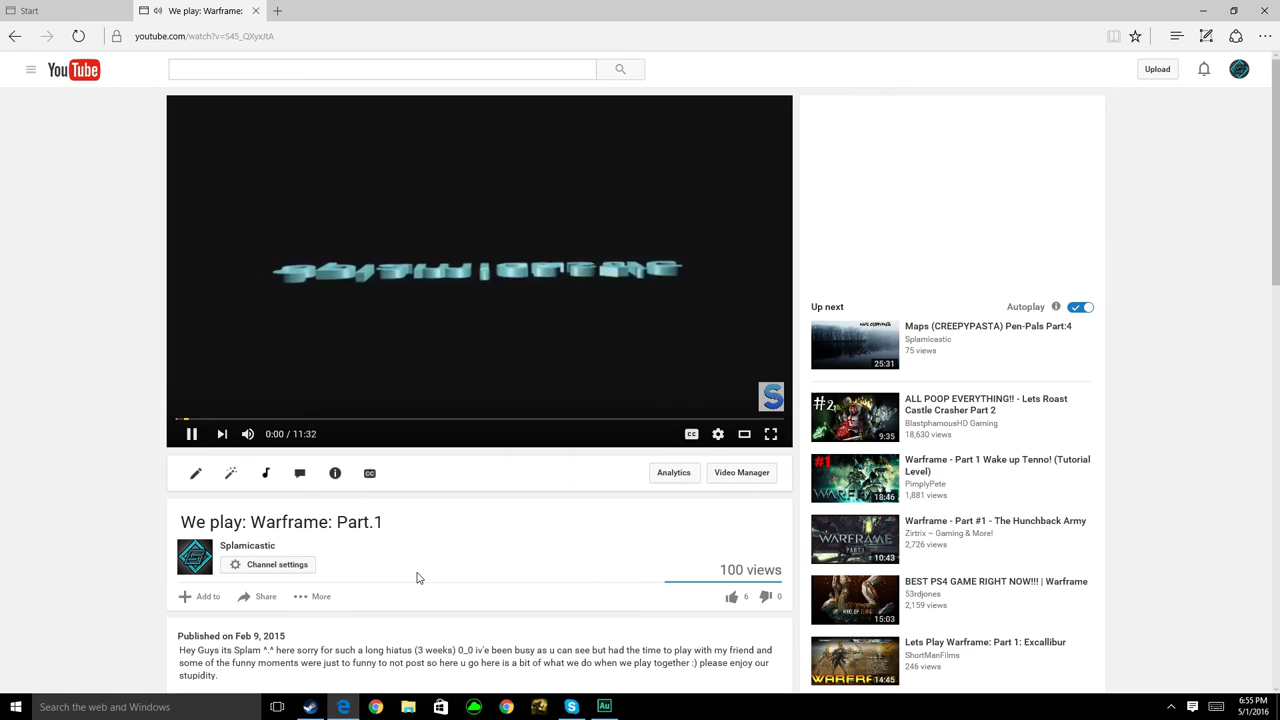 Start
We play: Warframe:
youtube.com/watch?v=S45_QXyxJtA
YouTube
Upload
S
0:00 / 11:32
CC
Analytics
Video Manager
We play: Warframe: Part.1
Splamicastic
Channel settings
100 views
Add to
Share
More
6
0
Published on Feb 9, 2015
Hey Guys its Splam ^.^ here sorry for such a long hiatus (3 weeks) 0_0 iv'e been busy as u can see but had the time to play with my friend and
some of the funny moments were just to funny to not post so here u go here is a bit of what we do when we play together :) please enjoy our
stupidity.
Up next
Autoplay
25:31
Maps (CREEPYPASTA) Pen-Pals Part:4
Splamicastic
75 views
#2
9:35
ALL POOP EVERYTHING!! - Lets Roast
Castle Crasher Part 2
BlastphamousHD Gaming
18,630 views
#1
18:46
Warframe - Part 1 Wake up Tenno! (Tutorial
Level)
PimplyPete
1,881 views
WARFRAME
10:43
Warframe - Part #1 - The Hunchback Army
Zirtrix ~ Gaming & More!
2,726 views
15:03
BEST PS4 GAME RIGHT NOW!!! | Warframe
53rdjones
2,159 views
14:45
Lets Play Warframe: Part 1: Excallibur
ShortManFilms
246 views
Search the web and Windows
Au
6:55 PM
5/1/2016